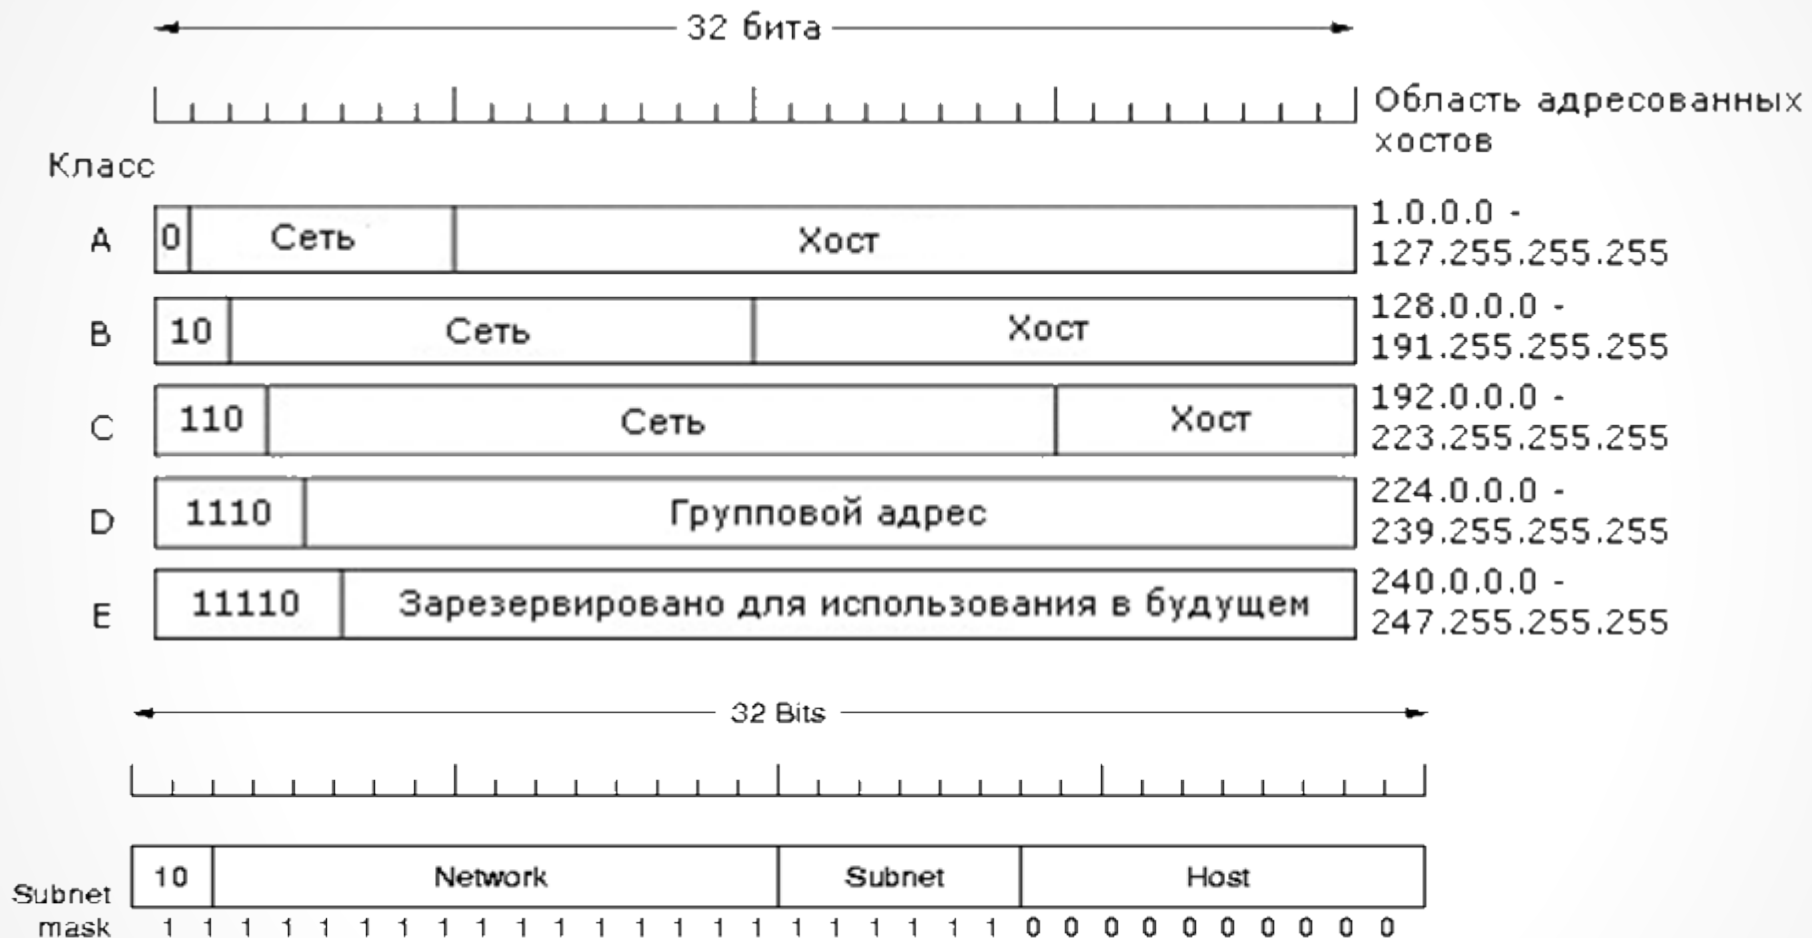 32 бита
Область адресованных
хостов
Класс
A 0 Сеть Хост 1.0.0.0 -
127.255.255.255
B 10 Сеть Хост 128.0.0.0 -
191.255.255.255
C 110 Сеть Хост 192.0.0.0 -
223.255.255.255
D 1110 Групповой адрес 224.0.0.0 -
239.255.255.255
E 11110 Зарезервировано для использования в будущем 240.0.0.0 -
247.255.255.255
32 Bits
10 Network Subnet Host
Subnet
mask 1 1 1 1 1 1 1 1 1 1 1 1 1 1 1 1 1 1 1 1 1 1 0 0 0 0 0 0 0 0 0 0